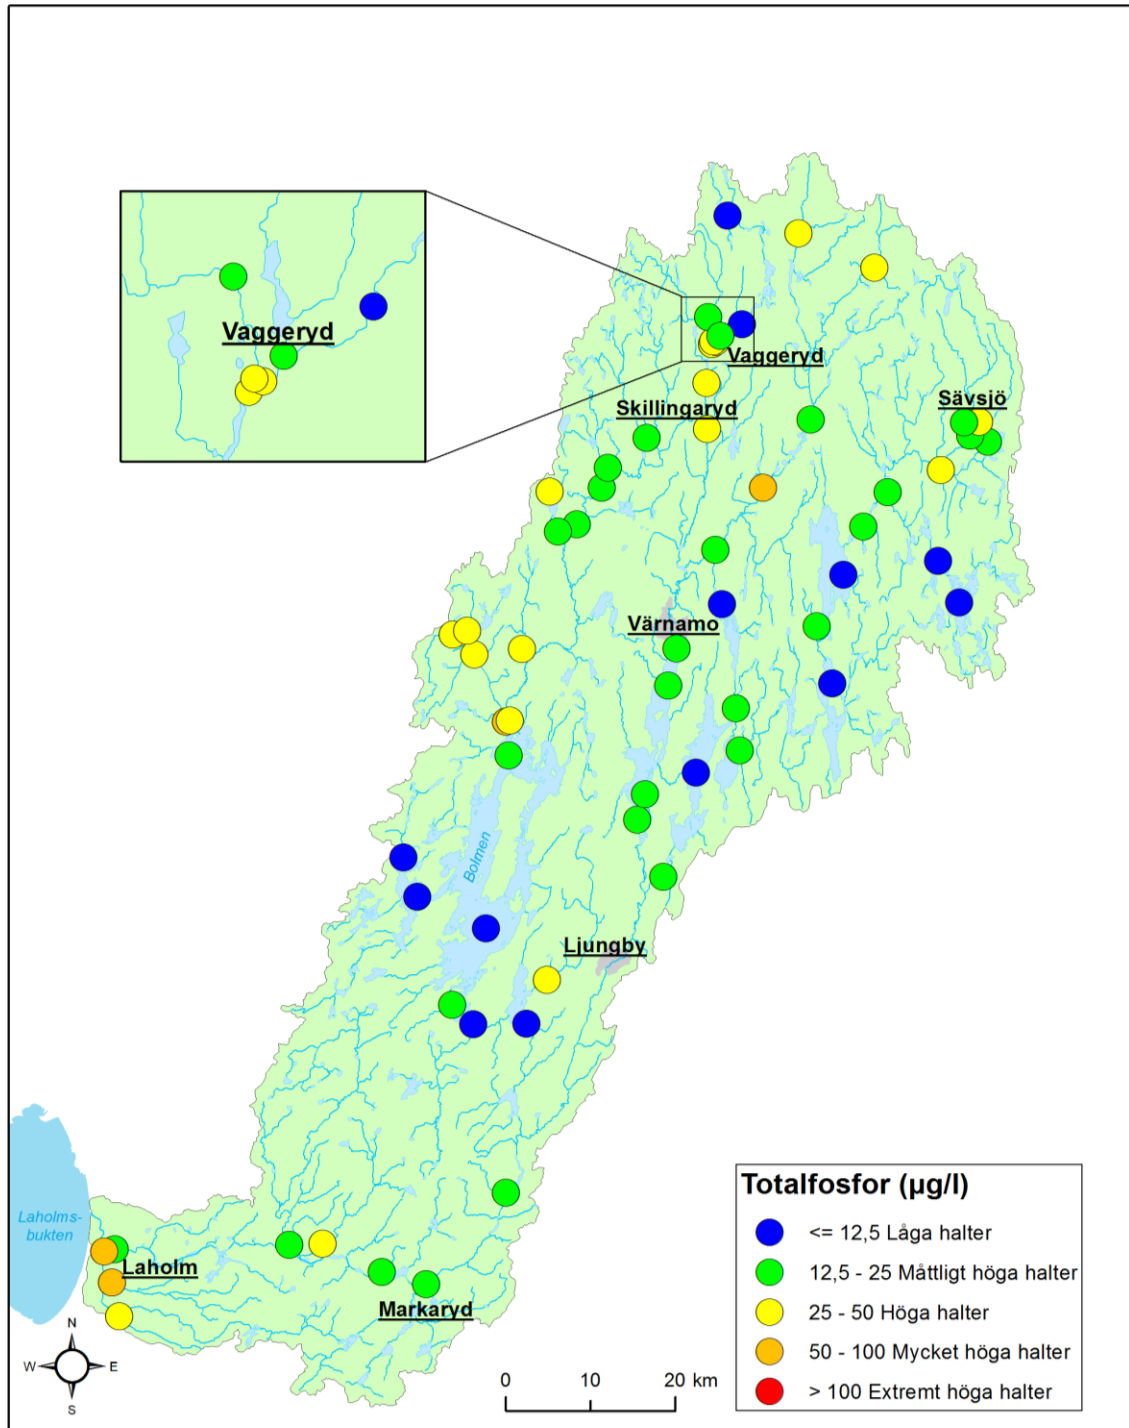 Vaggeryd
Vaggeryd
Skillingaryd
Sävsjö
Värnamo
Bolmen
Ljungby
Laholms-
bukten
Laholm
Markaryd
N
W
E
S
0 10 20 km
Totalfosfor (µg/l)
<= 12,5 Låga halter
12,5 - 25 Måttligt höga halter
25 - 50 Höga halter
50 - 100 Mycket höga halter
> 100 Extremt höga halter